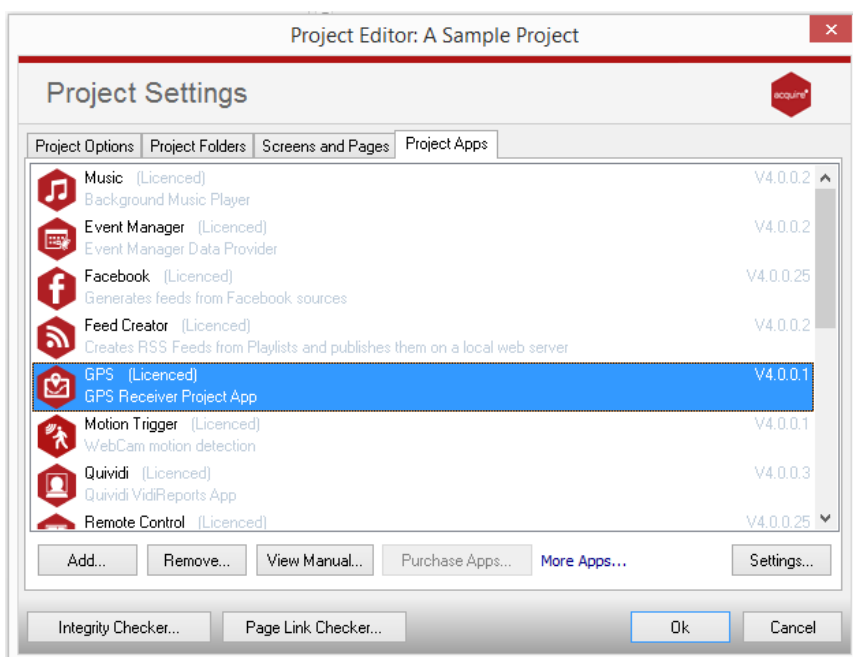 Project Editor: A Sample Project
Project Settings
acquire
Project Options Project Folders Screens and Pages Project Apps
Music (Licenced) V4.0.0.2
Background Music Player
Event Manager (Licenced) V4.0.0.2
Event Manager Data Provider
Facebook (Licenced) V4.0.0.25
Generates feeds from Facebook sources
Feed Creator (Licenced) V4.0.0.2
Creates RSS Feeds from Playlists and publishes them on a local web server
GPS (Licenced) V4.0.0.1
GPS Receiver Project App
Motion Trigger (Licenced) V4.0.0.1
WebCam motion detection
Quividi (Licenced) V4.0.0.3
Quividi VidiReports App
Remote Control (Licenced) V4.0.0.25
Add... Remove... View Manual... Purchase Apps... More Apps... Settings...
Integrity Checker... Page Link Checker... Ok Cancel